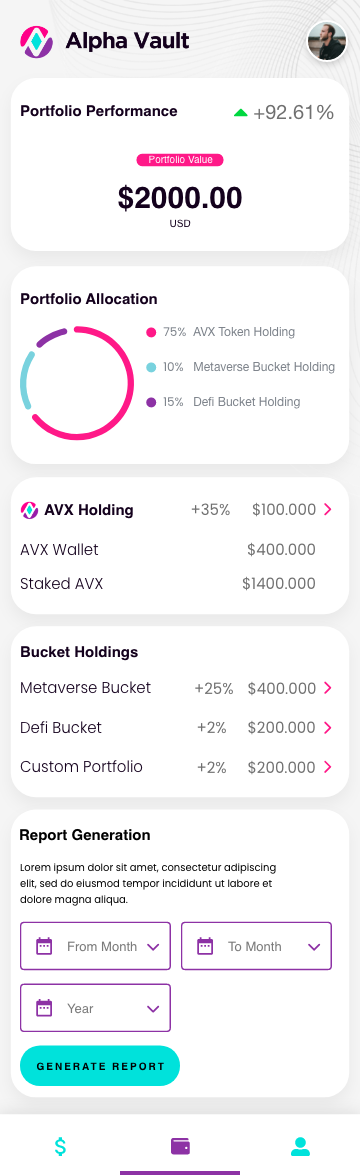 Alpha Vault
Portfolio Performance +92.61%
Portfolio Value
$2000.00
USD
Portfolio Allocation
75% AVX Token Holding
10% Metaverse Bucket Holding
15% Defi Bucket Holding
AVX Holding +35% $100.000
AVX Wallet $400.000
Staked AVX $1400.000
Bucket Holdings
Metaverse Bucket +25% $400.000
Defi Bucket +2% $200.000
Custom Portfolio +2% $200.000
Report Generation
Lorem ipsum dolor sit amet, consectetur adipiscing
elit, sed do eiusmod tempor incididunt ut labore et
dolore magna aliqua.
From Month To Month
Year
GENERATE REPORT